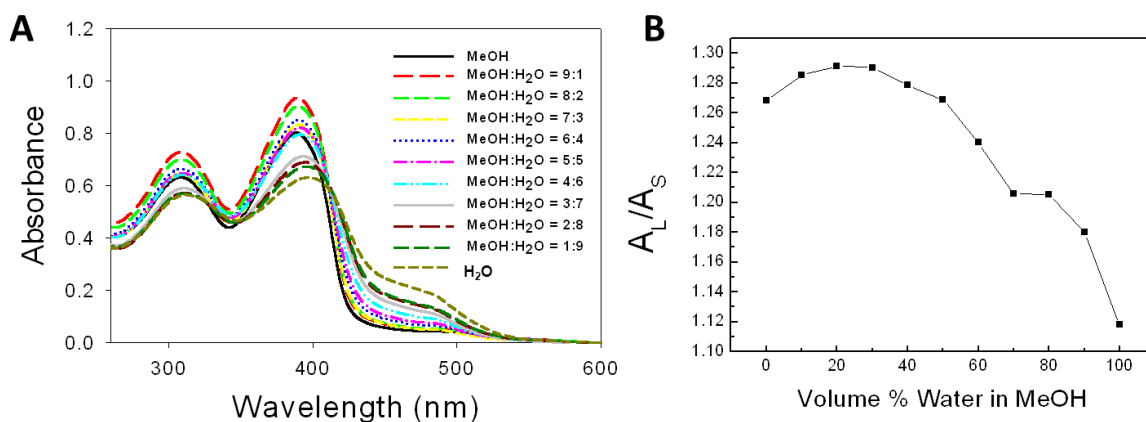 A
Absorbance
1.2
1.0
0.8
0.6
0.4
0.2
0.0
300
400
500
600
Wavelength (nm)
MeOH
MeOH:H₂O = 9:1
MeOH:H₂O = 8:2
MeOH:H₂O = 7:3
MeOH:H₂O = 6:4
MeOH:H₂O = 5:5
MeOH:H₂O = 4:6
MeOH:H₂O = 3:7
MeOH:H₂O = 2:8
MeOH:H₂O = 1:9
H₂O
B
A_L/A_S
1.30
1.28
1.26
1.24
1.22
1.20
1.18
1.16
1.14
1.12
1.10
0
20
40
60
80
100
Volume % Water in MeOH